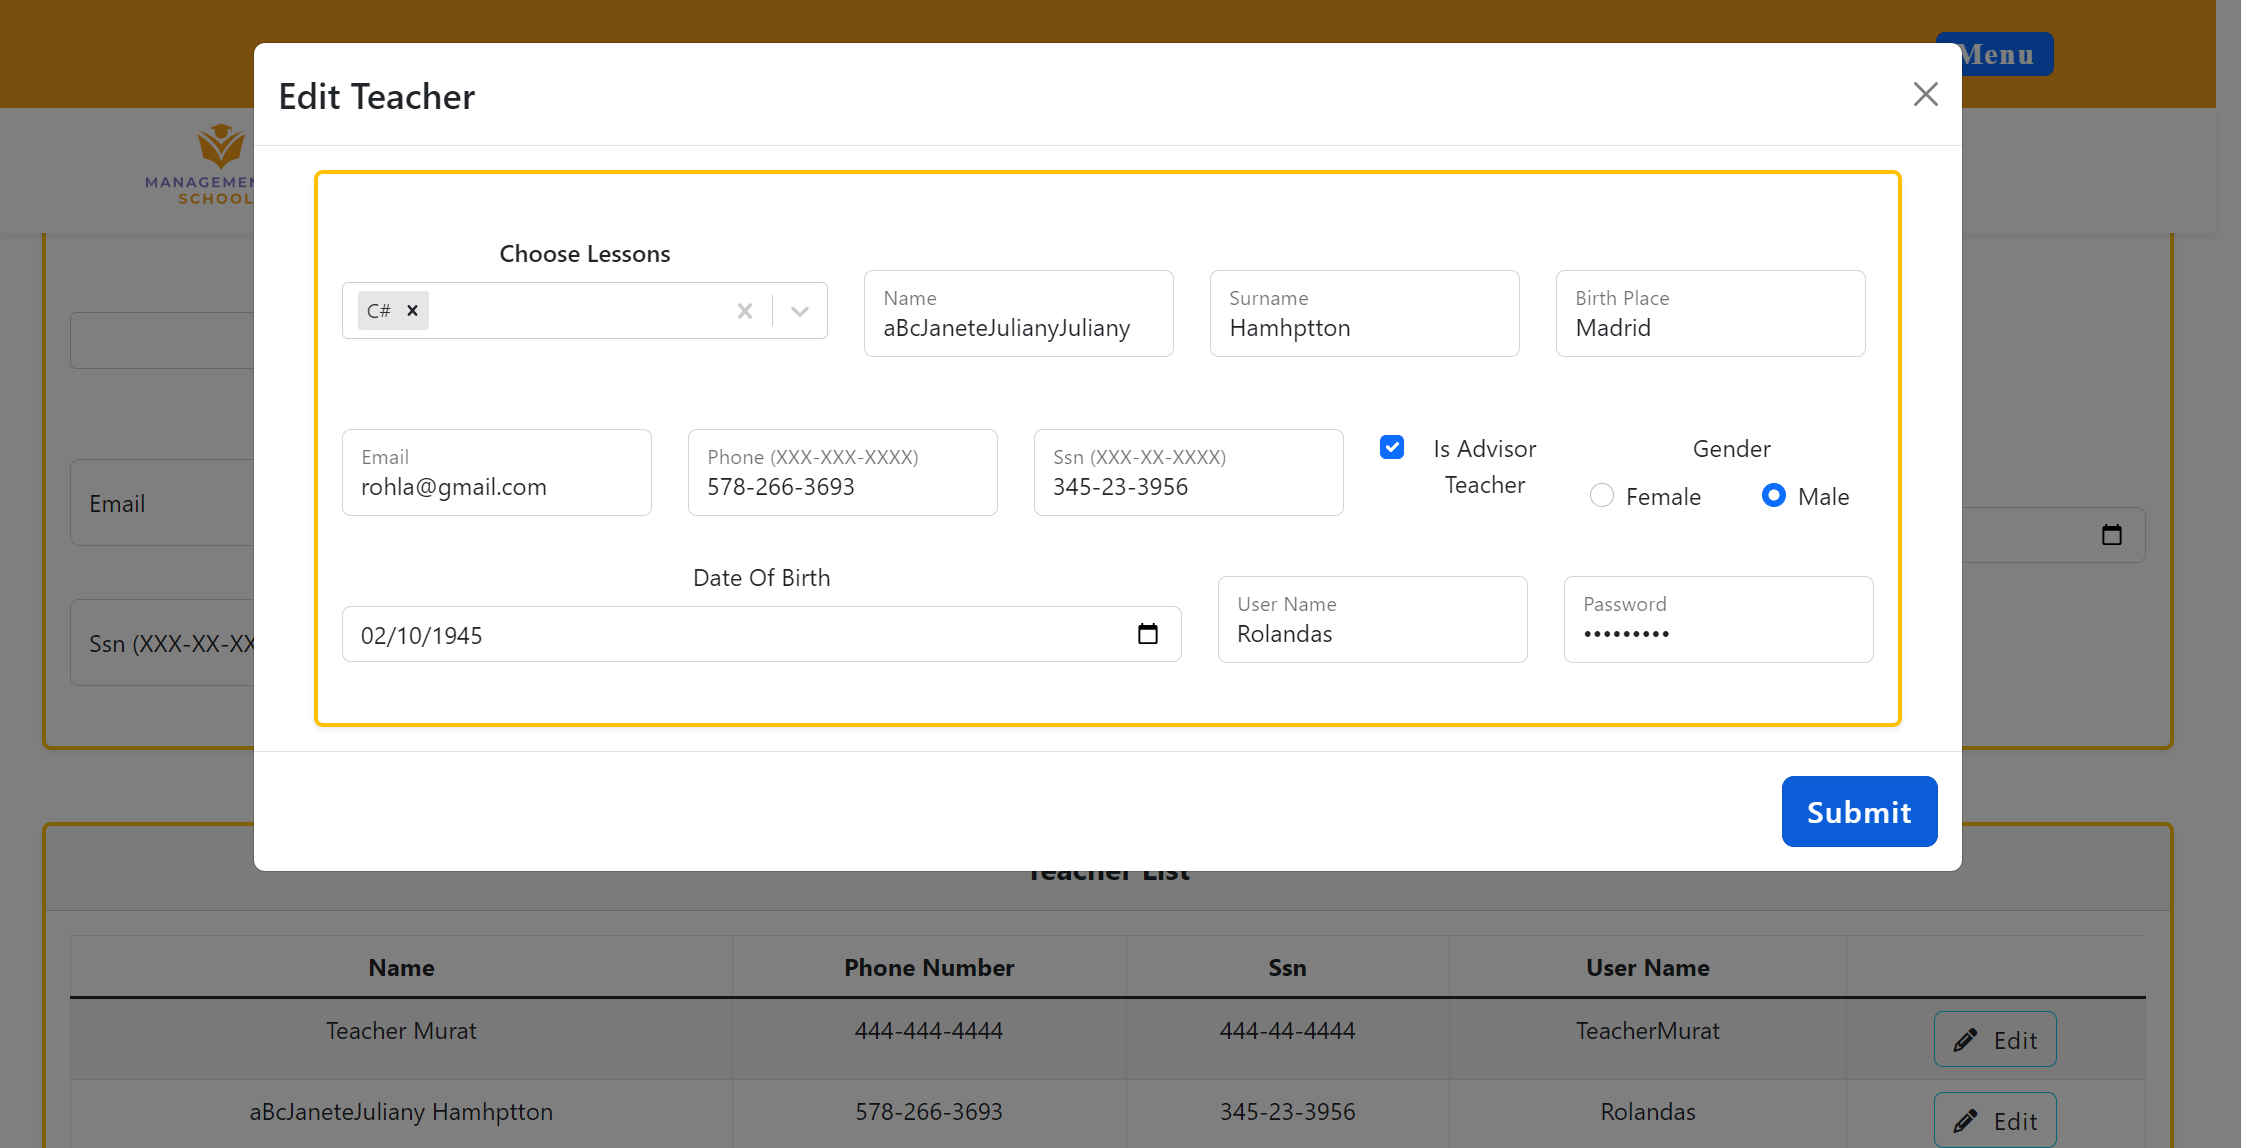 Menu
Edit Teacher
MANAGEMEN
SCHOOL
Choose Lessons
C#
Name
aBcJaneteJulianyJuliany
Surname
Hamhptton
Birth Place
Madrid
Email
rohla@gmail.com
Phone (XXX-XXX-XXXX)
578-266-3693
Ssn (XXX-XX-XXXX)
345-23-3956
Is Advisor
Teacher
Gender
Female
Male
Email
Date Of Birth
02/10/1945
User Name
Rolandas
Password
•••••••••
Ssn (XXX-XX-XX
Submit
Teacher List
Name Phone Number Ssn User Name
Teacher Murat 444-444-4444 444-44-4444 TeacherMurat Edit
aBcJaneteJuliany Hamhptton 578-266-3693 345-23-3956 Rolandas Edit